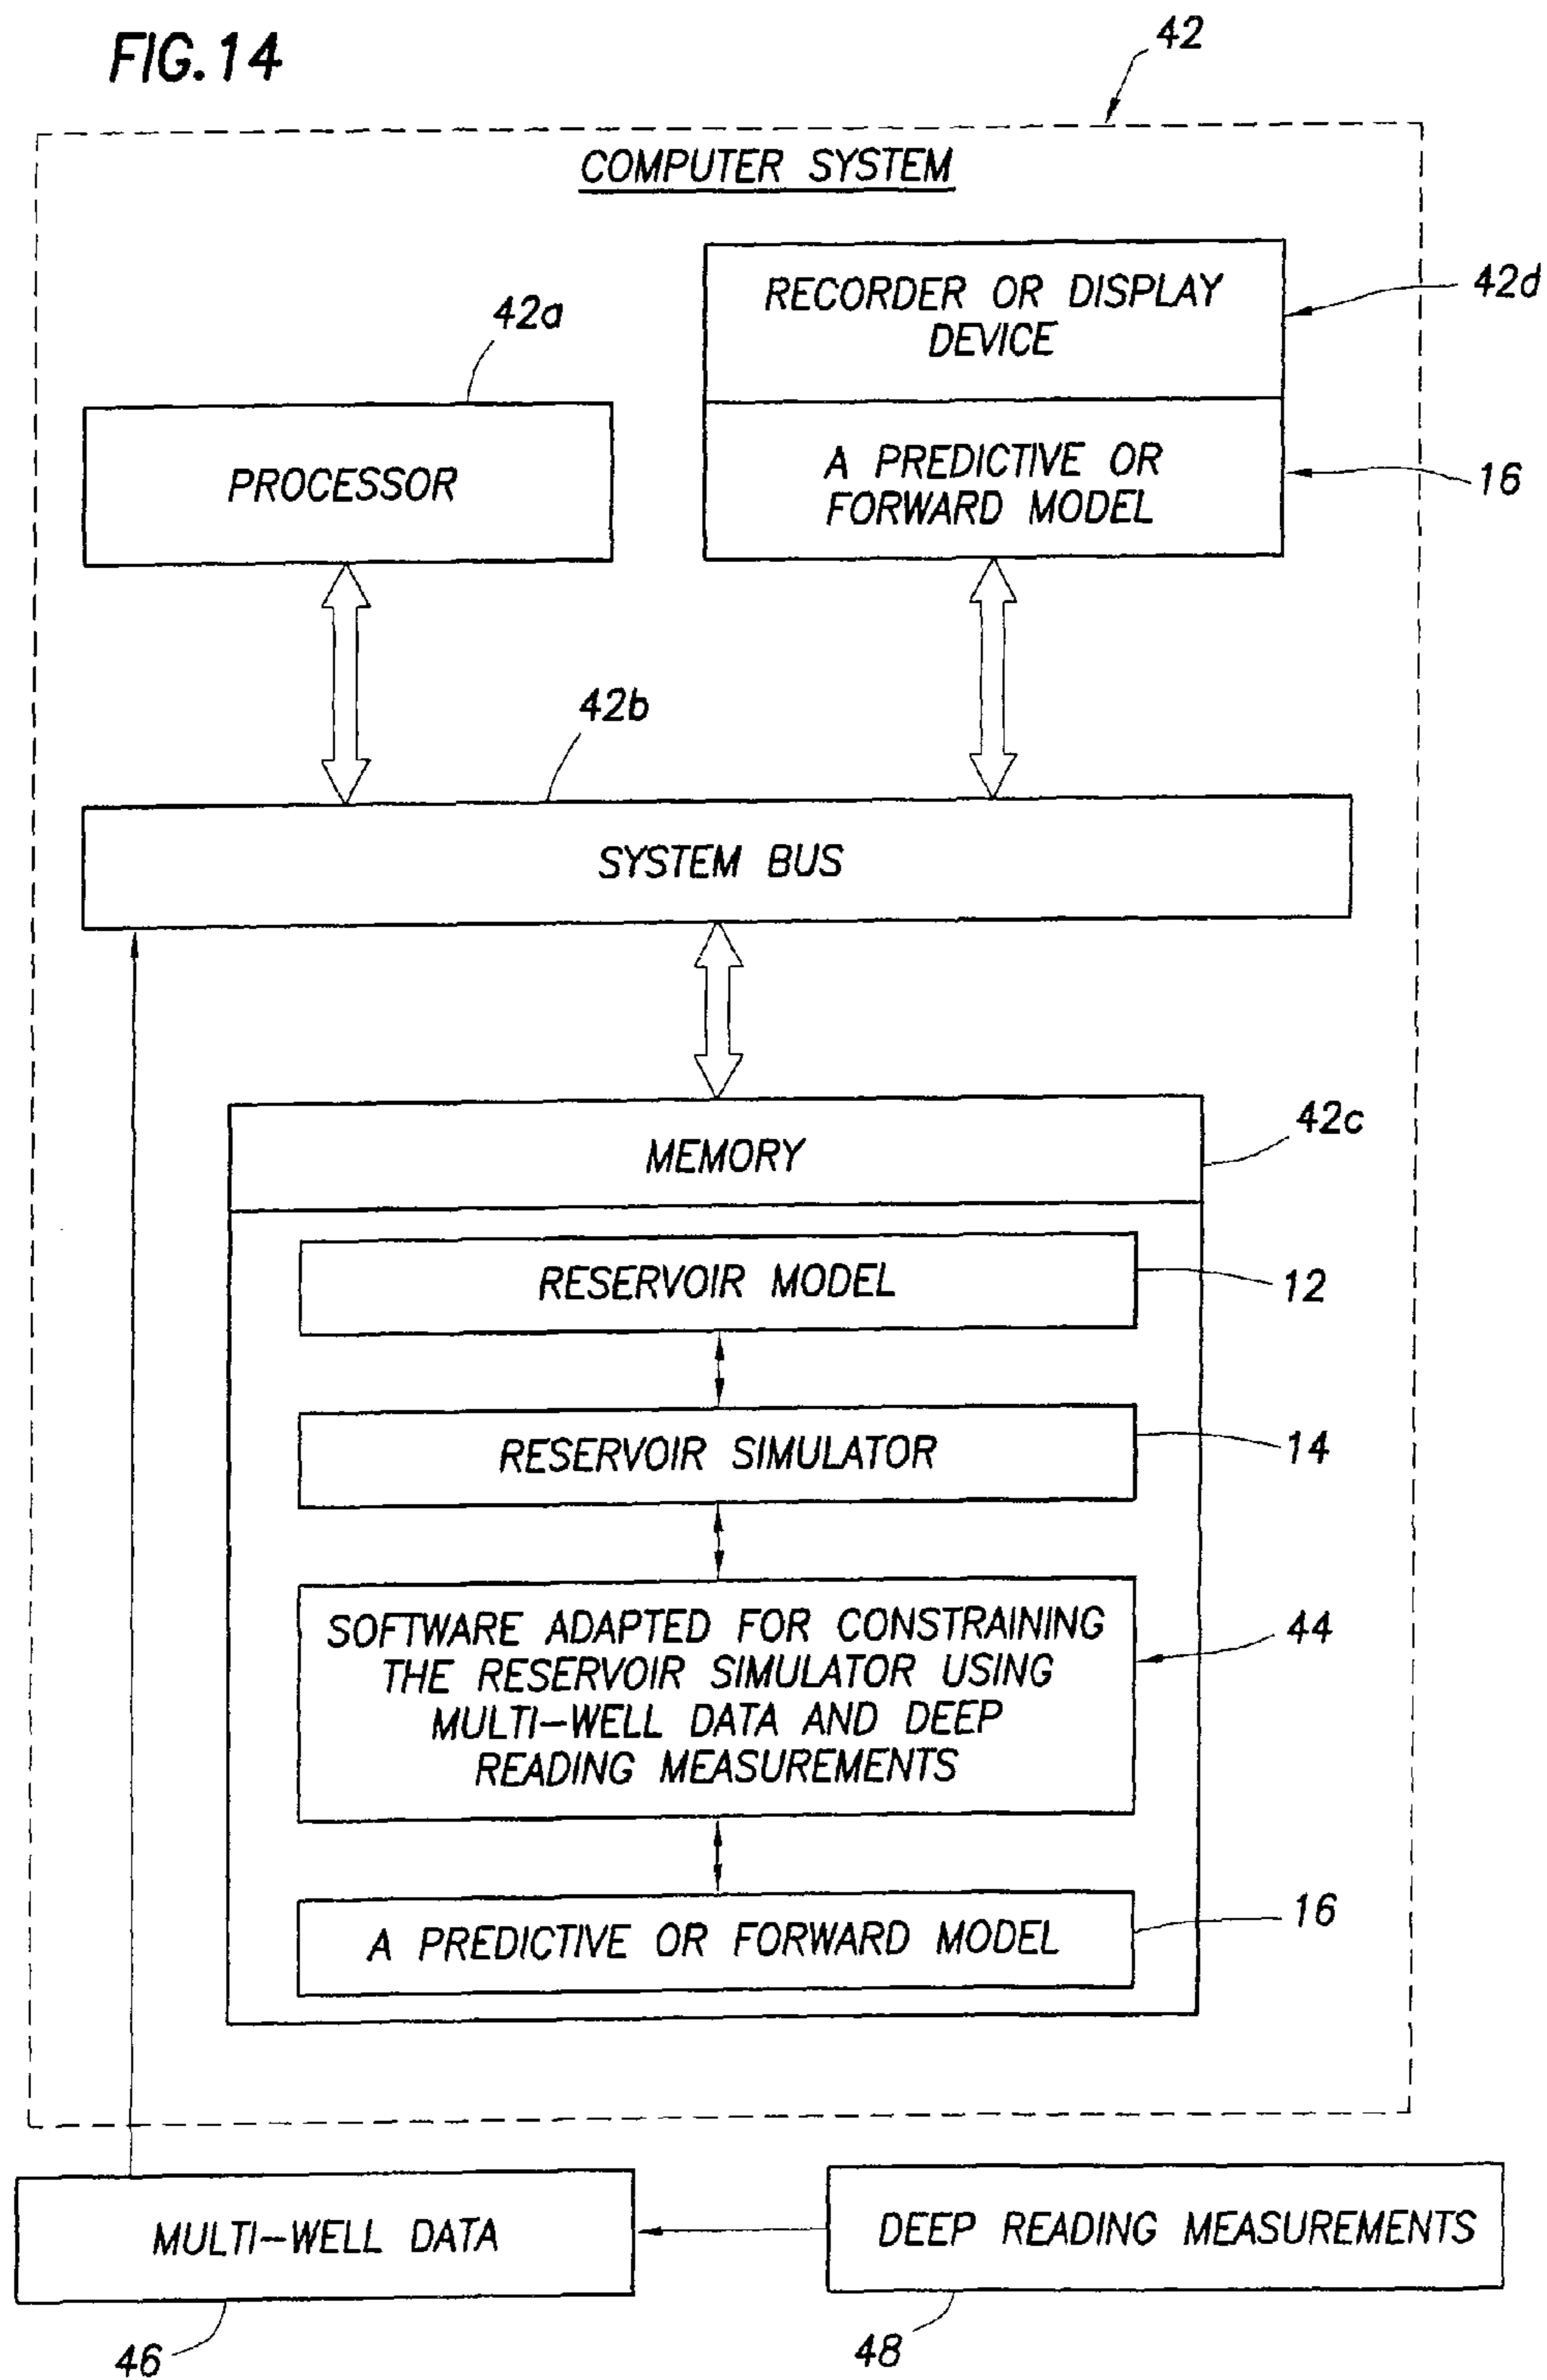 FIG. 14
42
COMPUTER SYSTEM
RECORDER OR DISPLAY
DEVICE
42d
42a
PROCESSOR
A PREDICTIVE OR
FORWARD MODEL
16
42b
SYSTEM BUS
MEMORY
42c
RESERVOIR MODEL
12
RESERVOIR SIMULATOR
14
SOFTWARE ADAPTED FOR CONSTRAINING
THE RESERVOIR SIMULATOR USING
MULTI-WELL DATA AND DEEP
READING MEASUREMENTS
44
A PREDICTIVE OR FORWARD MODEL
16
MULTI-WELL DATA
DEEP READING MEASUREMENTS
46
48